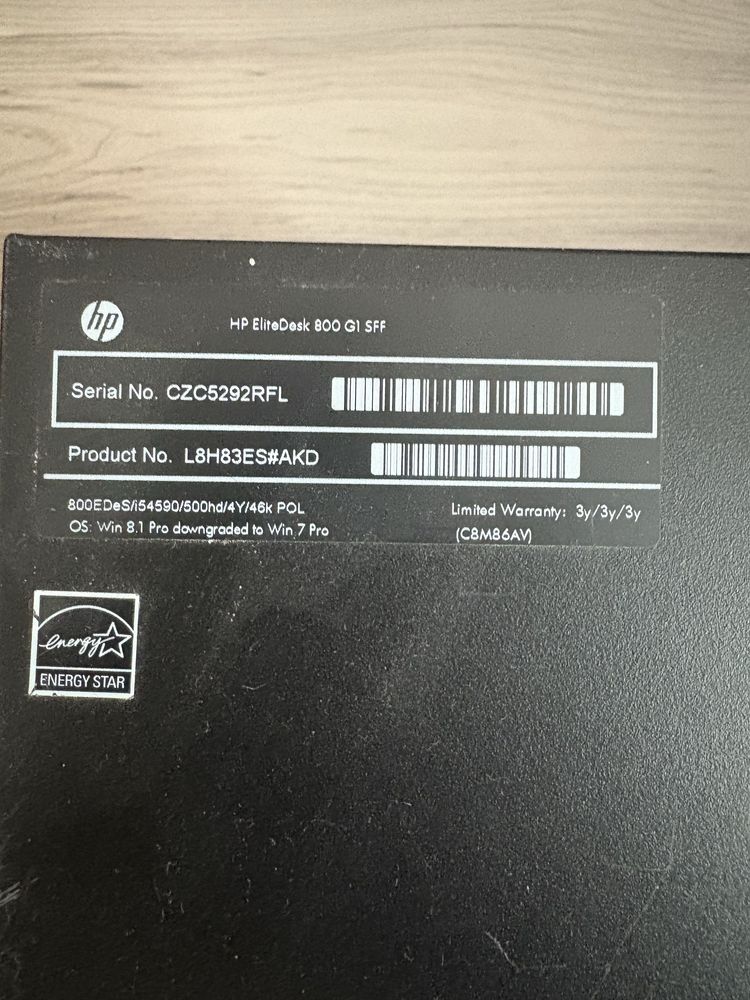 hp
HP EliteDesk 800 G1 SFF
Serial No. CZC5292RFL
Product No. L8H83ES#AKD
800EDeS/i54590/500hd/4Y/46k POL
OS: Win 8.1 Pro downgraded to Win 7 Pro
Limited Warranty: 3y/3y/3y
(C8M86AV)
energy
ENERGY STAR